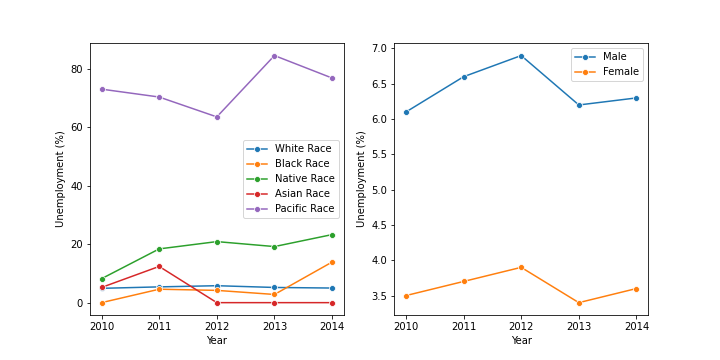 Unemployment (%)
80
60
40
20
0
2010 2011 2012 2013 2014
Year
White Race
Black Race
Native Race
Asian Race
Pacific Race
Unemployment (%)
7.0
6.5
6.0
5.5
5.0
4.5
4.0
3.5
2010 2011 2012 2013 2014
Year
Male
Female